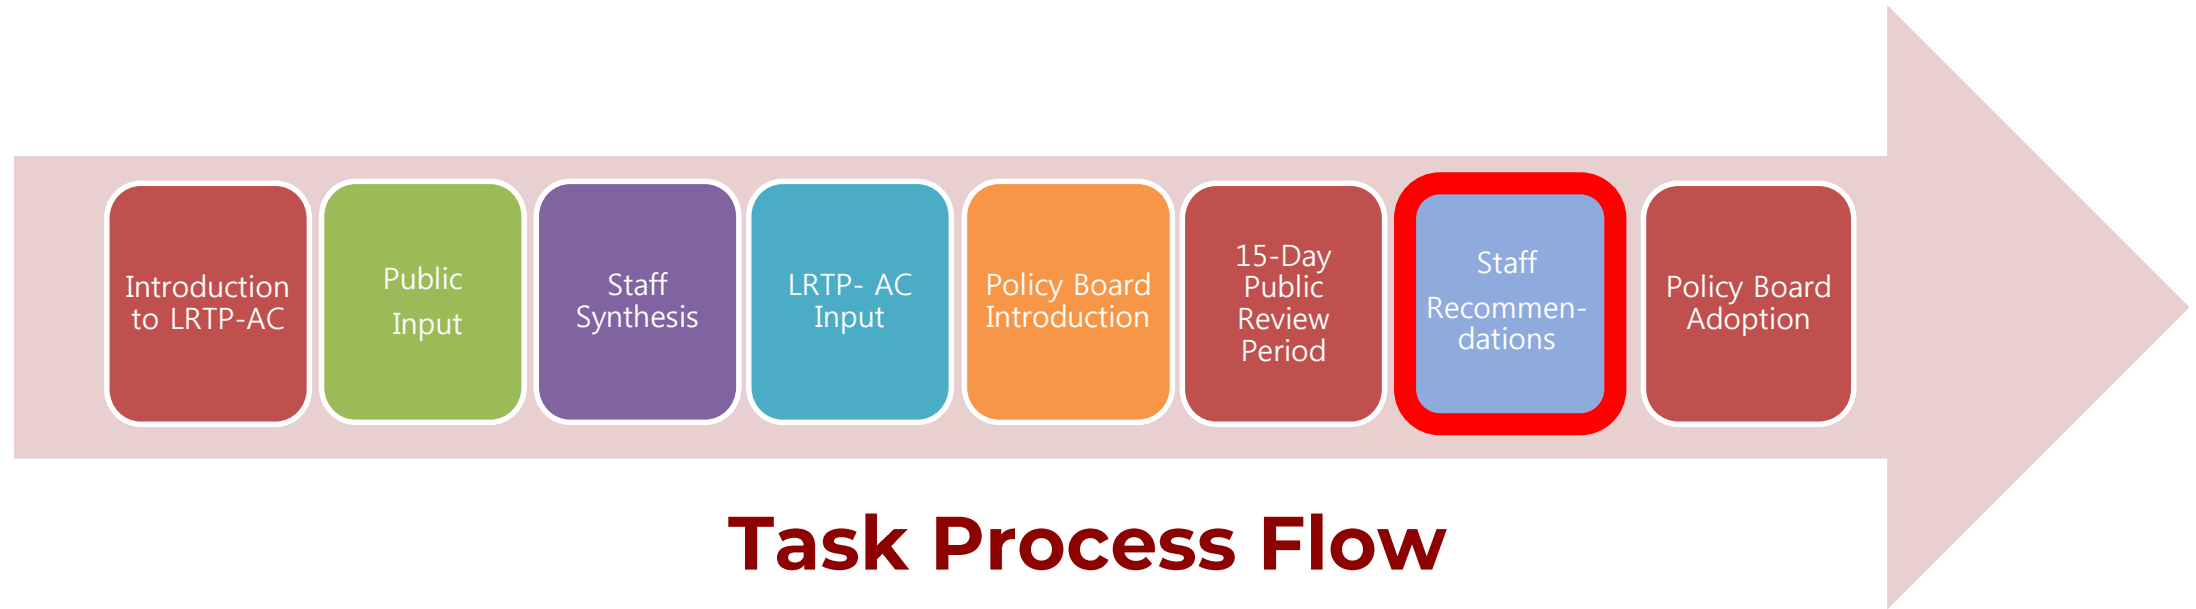 Introduction
to LRTP-AC
Public
Input
Staff
Synthesis
LRTP- AC
Input
Policy Board
Introduction
15-Day
Public
Review
Period
Staff
Recommen-
dations
Policy Board
Adoption
Task Process Flow